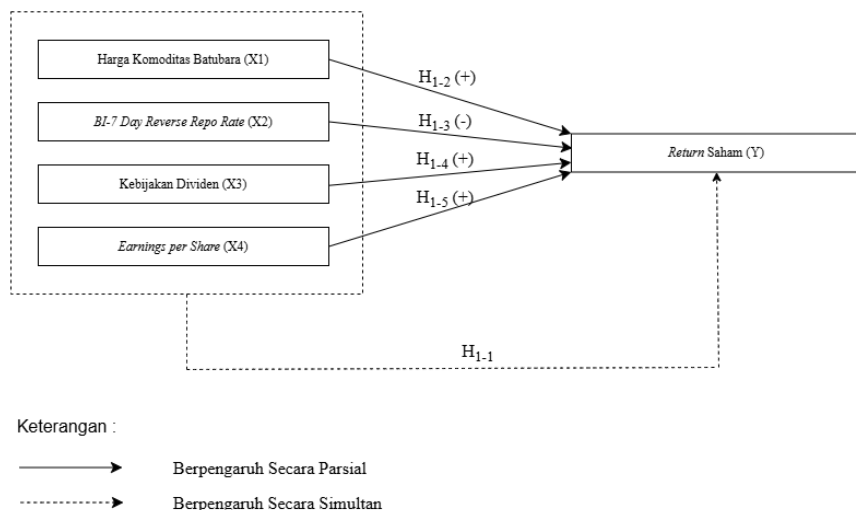 Harga Komoditas Batubara (X1)
H1-2 (+)
BI-7 Day Reverse Repo Rate (X2)
H1-3 (-)
Return Saham (Y)
H1-4 (+)
Kebijakan Dividen (X3)
H1-5 (+)
Earnings per Share (X4)
H1-1
Keterangan :
Berpengaruh Secara Parsial
Berpengaruh Secara Simultan